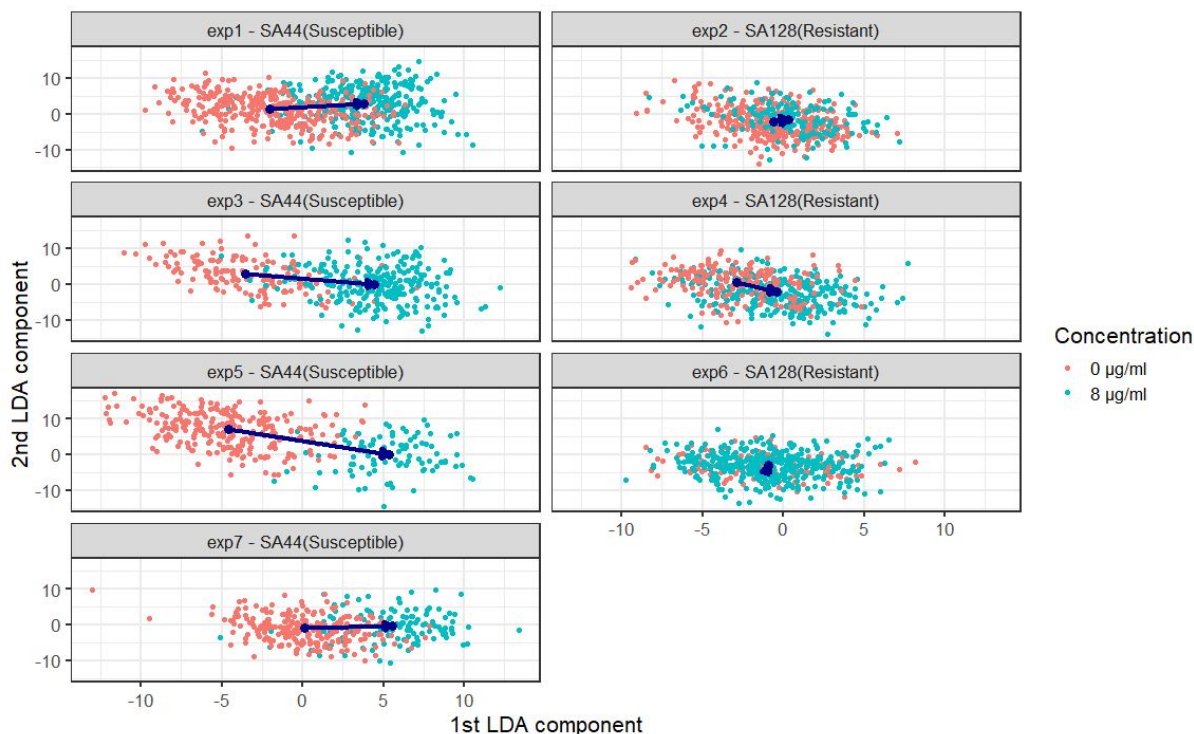 exp1 - SA44(Susceptible)
exp2 - SA128(Resistant)
10
0
-10
exp3 - SA44(Susceptible)
exp4 - SA128(Resistant)
10
0
-10
exp5 - SA44(Susceptible)
exp6 - SA128(Resistant)
10
0
-10
-10 -5 0 5 10
exp7 - SA44(Susceptible)
10
0
-10
-10 -5 0 5 10
1st LDA component
2nd LDA component
Concentration
0 µg/ml
8 µg/ml